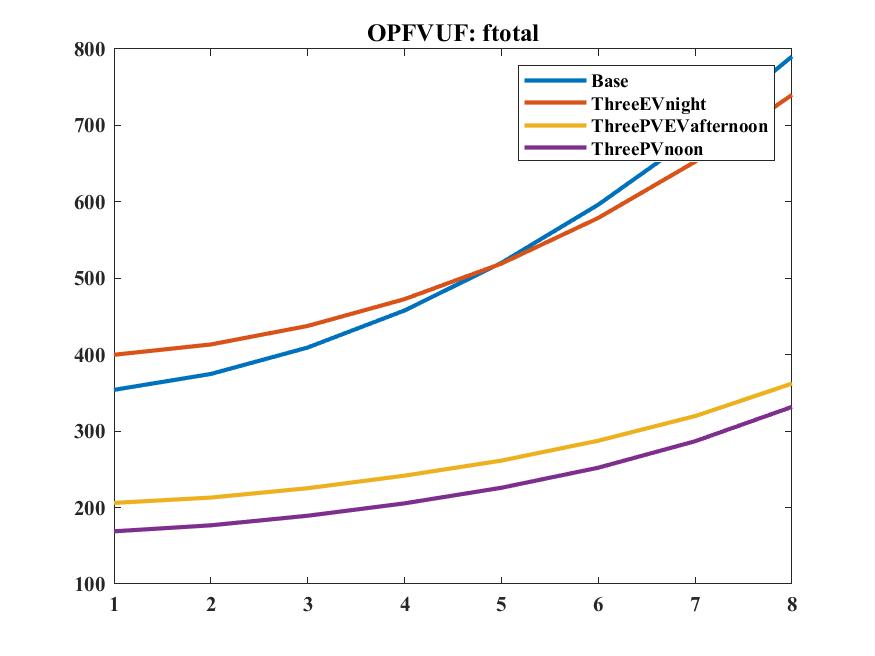 OPFVUF: ftotal
800
700
600
500
400
300
200
100
Base
ThreeEVnight
ThreePVEVafternoon
ThreePVnoon
1 2 3 4 5 6 7 8